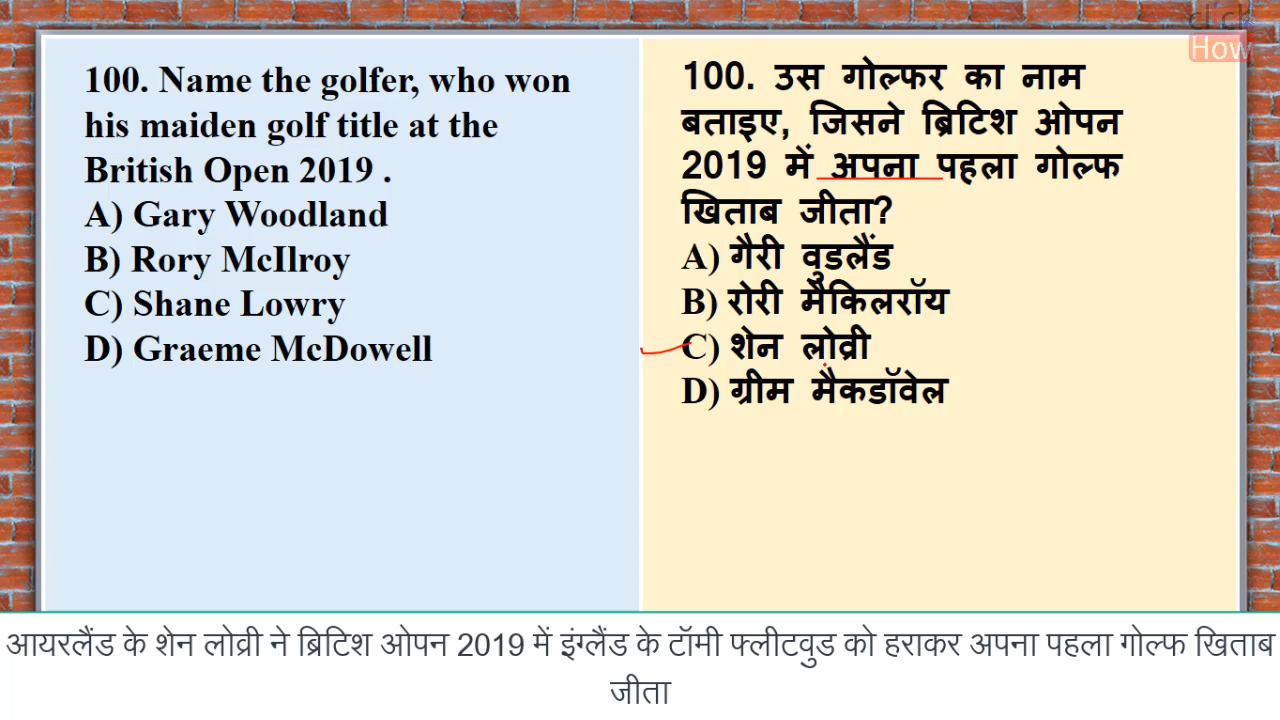 click
How
100. Name the golfer, who won
his maiden golf title at the
British Open 2019 .
A) Gary Woodland
B) Rory McIlroy
C) Shane Lowry
D) Graeme McDowell
100. उस गोल्फर का नाम
बताइए, जिसने ब्रिटिश ओपन
2019 में अपना पहला गोल्फ
खिताब जीता?
A) गैरी वुडलैंड
B) रोरी मैकिलरॉय
C) शेन लोव्री
D) ग्रीम मैकडॉवेल
आयरलैंड के शेन लोव्री ने ब्रिटिश ओपन 2019 में इंग्लैंड के टॉमी फ्लीटवुड को हराकर अपना पहला गोल्फ खिताब
जीता